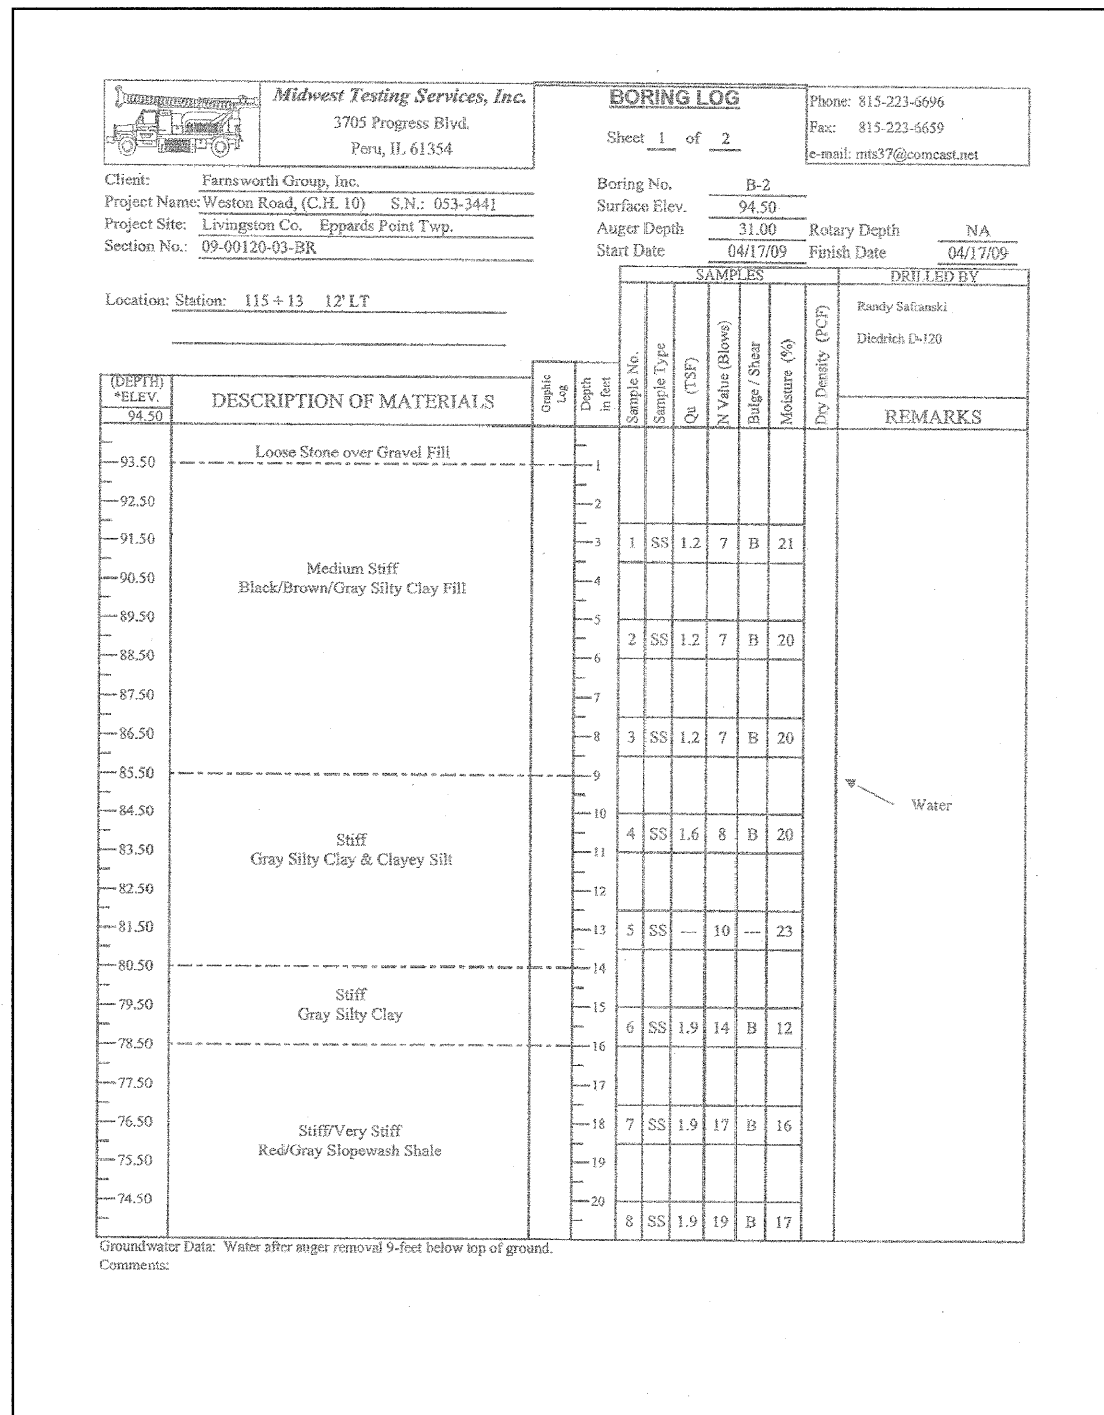 Midwest Testing Services, Inc.
3705 Progress Blvd.
Peru, IL 61354
BORING LOG
Sheet 1 of 2
Phone: 815-223-6696
Fax: 815-223-6659
e-mail: mts37@comcast.net
Client: Farnsworth Group, Inc.
Project Name: Weston Road, (C.H. 10) S.N.: 053-3441
Project Site: Livingston Co. Eppards Point Twp.
Section No.: 09-00120-03-BR
Boring No. B-2
Surface Elev. 94.50
Auger Depth 31.00 Rotary Depth NA
Start Date 04/17/09 Finish Date 04/17/09
Location: Station: 115+13 12' LT
SAMPLES
DRILLED BY
Randy Safranski
Diedrich D-120
(DEPTH)
*ELEV.
94.50
DESCRIPTION OF MATERIALS
Graphic Log
Depth in feet
Sample No.
Sample Type
Qu (TSF)
N Value (Blows)
Bulge / Shear
Moisture (%)
Dry Density (PCF)
REMARKS
Loose Stone over Gravel Fill
93.50 1
92.50 2
91.50 3 1 SS 1.2 7 B 21
Medium Stiff
90.50 4
Black/Brown/Gray Silty Clay Fill
89.50 5
2 SS 1.2 7 B 20
88.50 6
87.50 7
86.50 8 3 SS 1.2 7 B 20
85.50 9
Water
84.50 10
4 SS 1.6 8 B 20
Stiff
83.50 11
Gray Silty Clay & Clayey Silt
82.50 12
81.50 13 5 SS --- 10 --- 23
80.50 14
Stiff
79.50 15
Gray Silty Clay
6 SS 1.9 14 B 12
78.50 16
77.50 17
76.50 18 7 SS 1.9 17 B 16
Stiff/Very Stiff
Red/Gray Slopewash Shale
75.50 19
74.50 20
8 SS 1.9 19 B 17
Groundwater Data: Water after auger removal 9-feet below top of ground.
Comments: